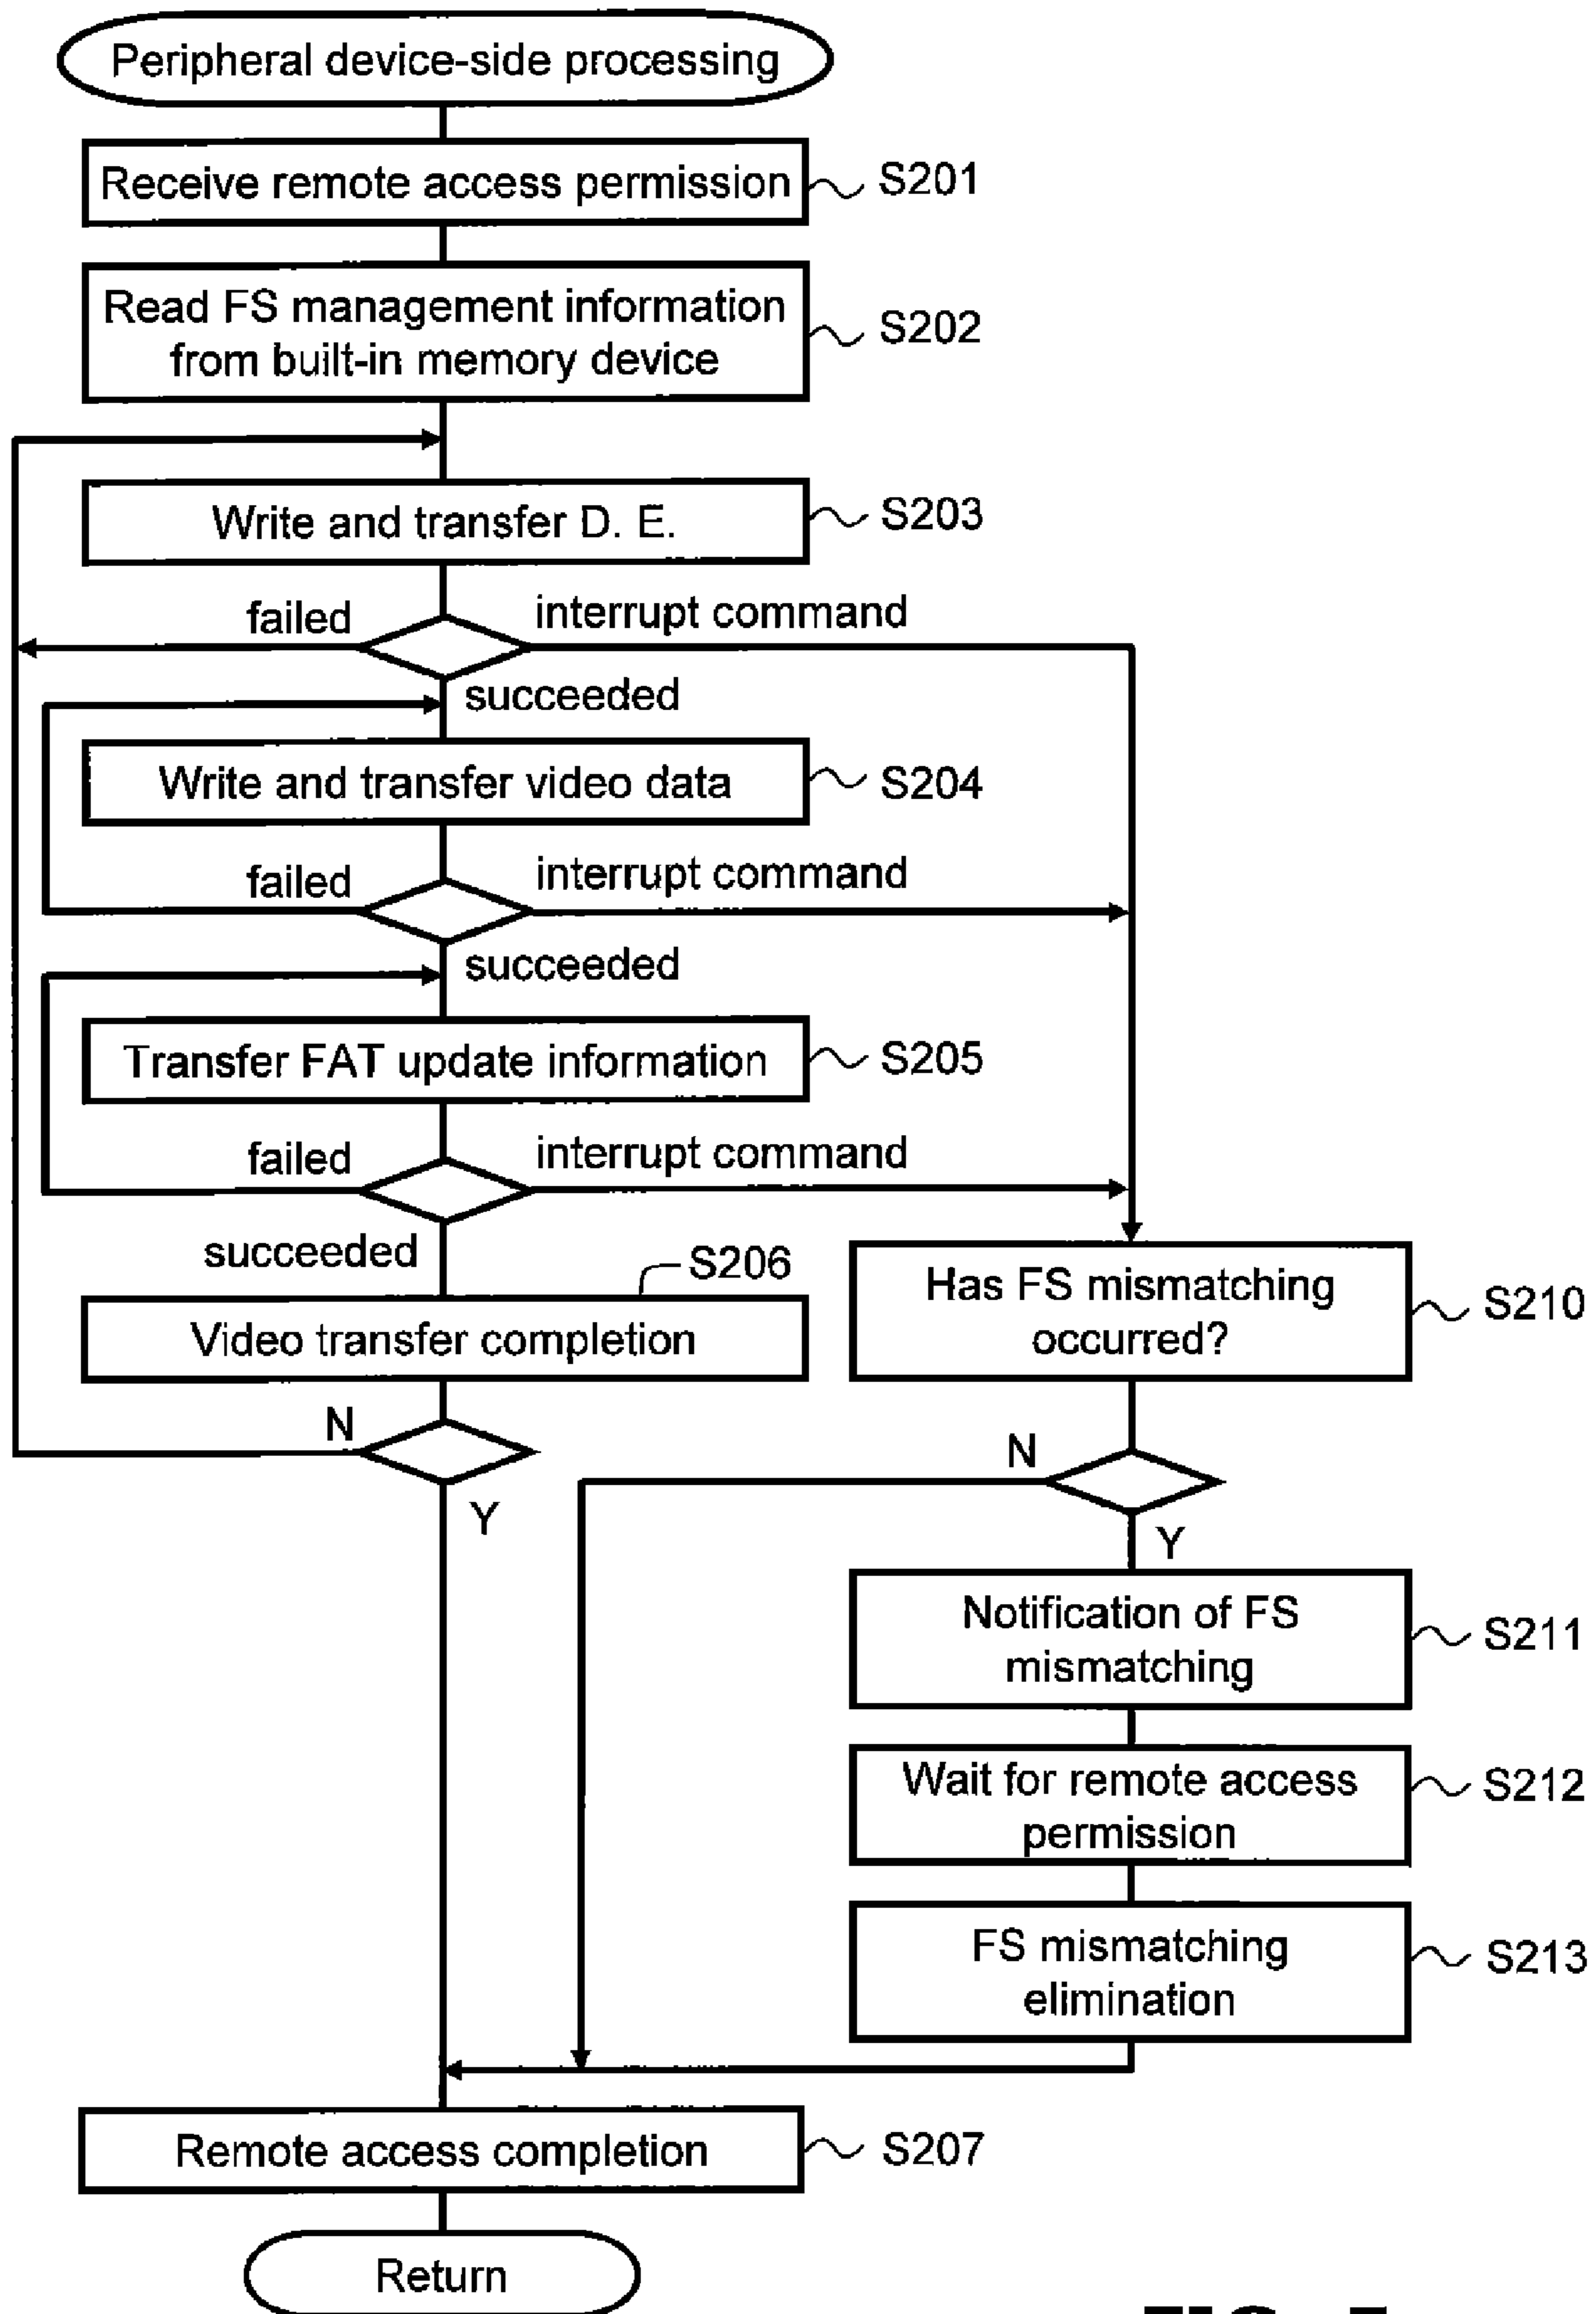 Peripheral device-side processing
Receive remote access permission
S201
Read FS management information
from built-in memory device
S202
Write and transfer D. E.
S203
failed
interrupt command
succeeded
Write and transfer video data
S204
failed
interrupt command
succeeded
Transfer FAT update information
S205
failed
interrupt command
succeeded
S206
Video transfer completion
Has FS mismatching
occurred?
S210
N
Y
N
Y
Notification of FS
mismatching
S211
Wait for remote access
permission
S212
FS mismatching
elimination
S213
Remote access completion
S207
Return